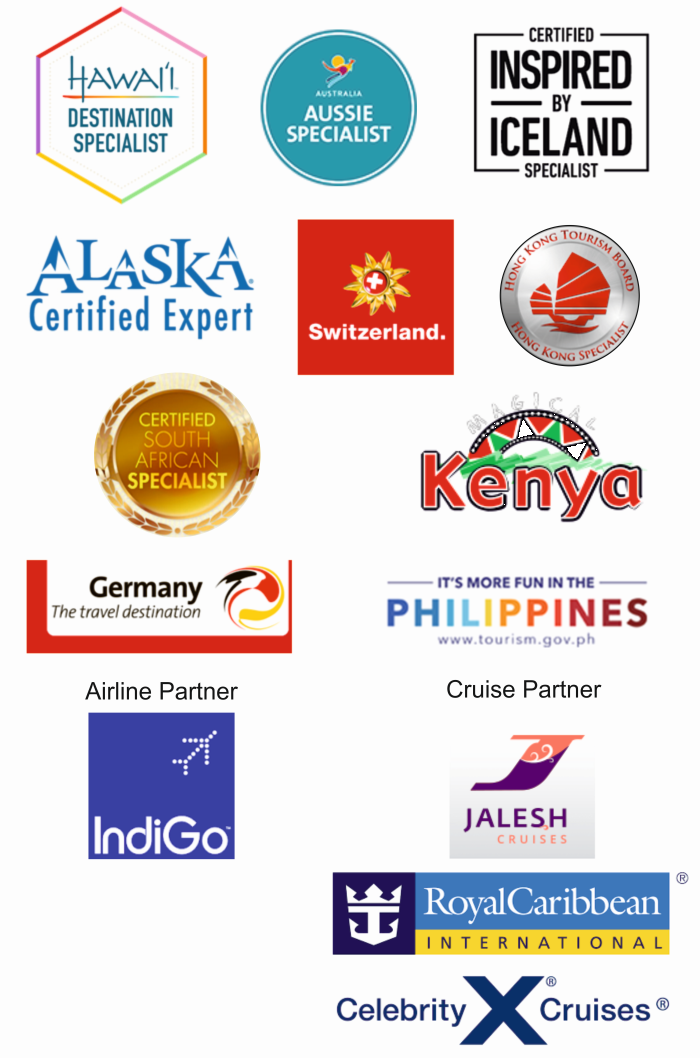 HAWAI'I
DESTINATION
SPECIALIST
AUSTRALIA
AUSSIE
SPECIALIST
CERTIFIED
INSPIRED
BY
ICELAND
SPECIALIST
ALASKA®
Certified Expert
Switzerland.
HONG KONG TOURISM BOARD
HONG KONG SPECIALIST
CERTIFIED
SOUTH
AFRICAN
SPECIALIST
MAGICAL
Kenya
Germany
The travel destination
IT'S MORE FUN IN THE
PHILIPPINES
www.tourism.gov.ph
Airline Partner
Cruise Partner
IndiGo™
JALESH
CRUISES
RoyalCaribbean®
INTERNATIONAL
Celebrity X® Cruises®